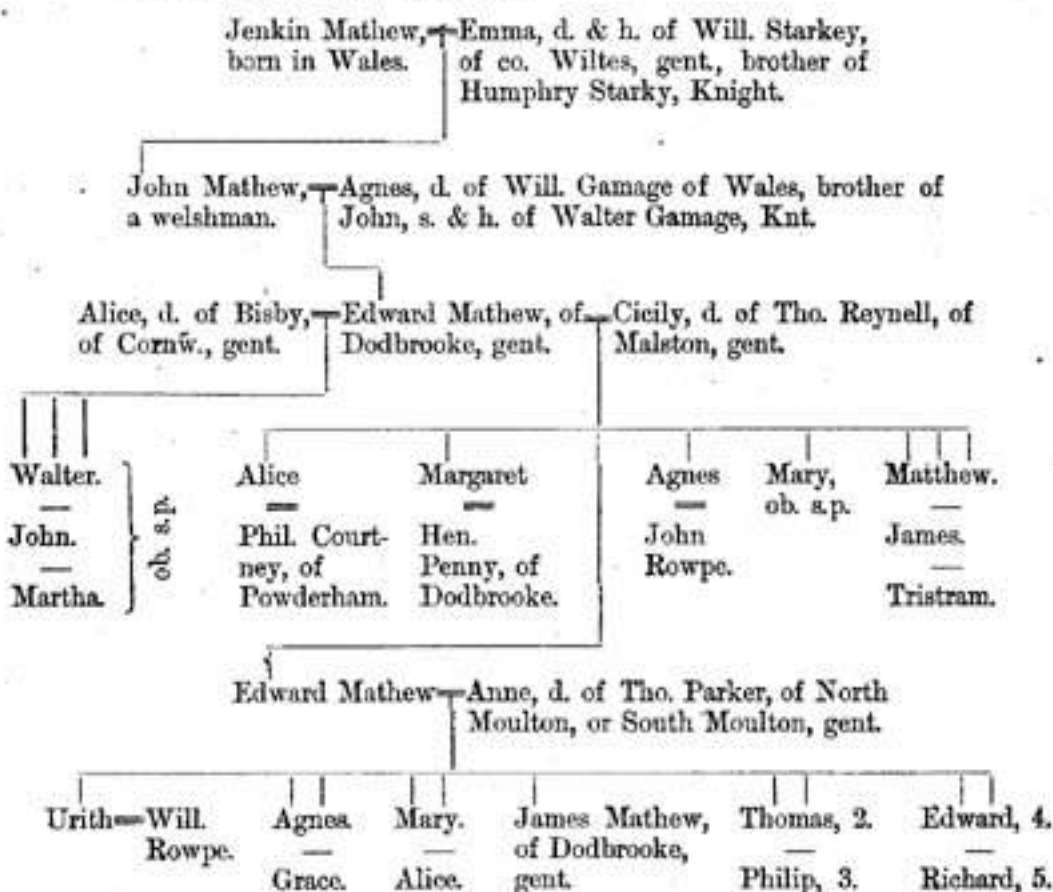 Jenkin Mathew,
born in Wales.
Emma, d. & h. of Will. Starkey,
of co. Wiltes, gent., brother of
Humphry Starky, Knight.
John Mathew,
a welshman.
Agnes, d. of Will. Gamage of Wales, brother of
John, s. & h. of Walter Gamage, Knt.
Alice, d. of Bisby,
of Cornw̃., gent.
Edward Mathew, of
Dodbrooke, gent.
Cicily, d. of Tho. Reynell, of
Malston, gent.
Walter.
—
John.
—
Martha.
ob. s.p.
Alice
=
Phil. Court-
ney, of
Powderham.
Margaret
=
Hen.
Penny, of
Dodbrooke.
Agnes
=
John
Rowpe.
Mary,
ob. s.p.
Matthew.
—
James.
—
Tristram.
Edward Mathew
Anne, d. of Tho. Parker, of North
Moulton, or South Moulton, gent.
Urith=Will.
Rowpe.
Agnes.
—
Grace.
Mary.
—
Alice.
James Mathew,
of Dodbrooke,
gent.
Thomas, 2.
—
Philip, 3.
Edward, 4.
—
Richard, 5.